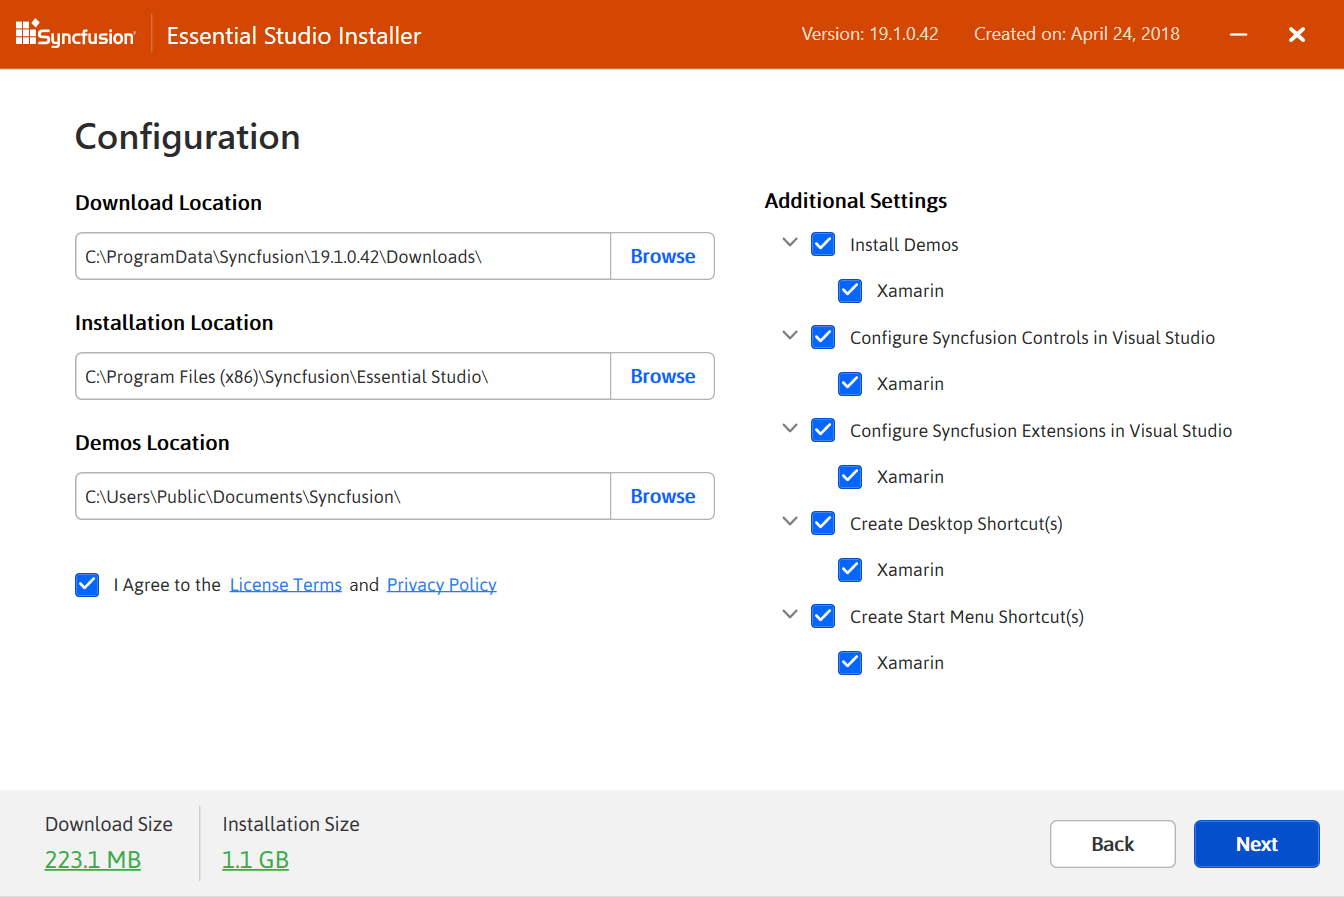 Syncfusion Essential Studio Installer Version: 19.1.0.42 Created on: April 24, 2018
Configuration
Download Location
C:\ProgramData\Syncfusion\19.1.0.42\Downloads\ Browse
Installation Location
C:\Program Files (x86)\Syncfusion\Essential Studio\ Browse
Demos Location
C:\Users\Public\Documents\Syncfusion\ Browse
I Agree to the License Terms and Privacy Policy
Additional Settings
Install Demos
Xamarin
Configure Syncfusion Controls in Visual Studio
Xamarin
Configure Syncfusion Extensions in Visual Studio
Xamarin
Create Desktop Shortcut(s)
Xamarin
Create Start Menu Shortcut(s)
Xamarin
Download Size
223.1 MB
Installation Size
1.1 GB
Back Next